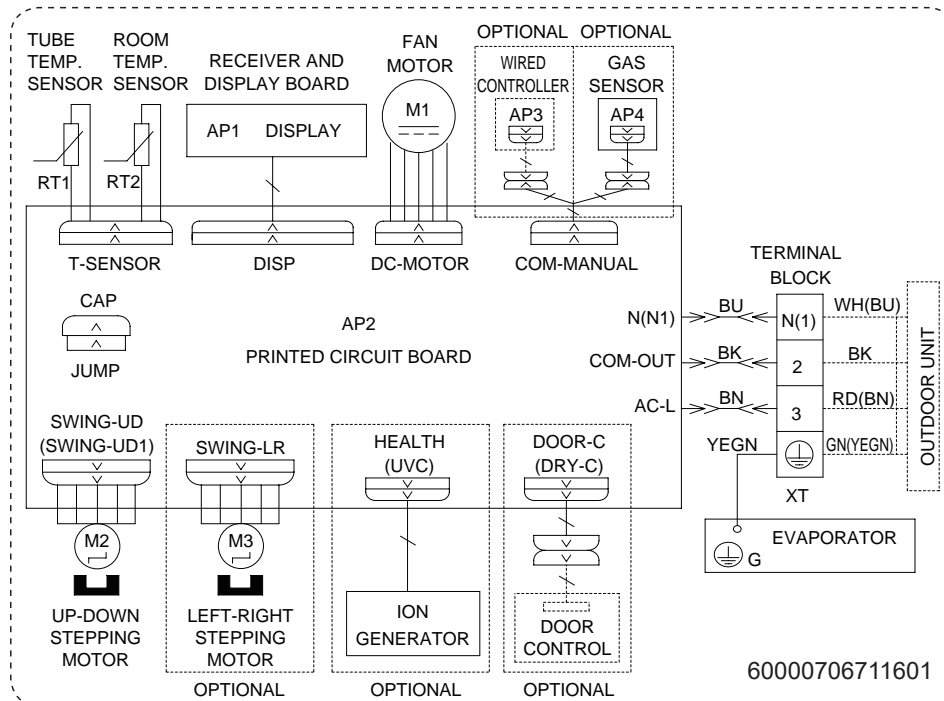 TUBE
TEMP.
SENSOR
ROOM
TEMP.
SENSOR
RECEIVER AND
DISPLAY BOARD
FAN
MOTOR
OPTIONAL
OPTIONAL
WIRED
CONTROLLER
GAS
SENSOR
AP1 DISPLAY
M1
AP3
AP4
RT1
RT2
T-SENSOR
DISP
DC-MOTOR
COM-MANUAL
CAP
JUMP
AP2
PRINTED CIRCUIT BOARD
TERMINAL
BLOCK
N(N1)
BU
N(1)
WH(BU)
COM-OUT
BK
2
BK
AC-L
BN
3
RD(BN)
YEGN
GN(YEGN)
XT
OUTDOOR UNIT
EVAPORATOR
G
SWING-UD
(SWING-UD1)
SWING-LR
HEALTH
(UVC)
DOOR-C
(DRY-C)
M2
M3
UP-DOWN
STEPPING
MOTOR
LEFT-RIGHT
STEPPING
MOTOR
ION
GENERATOR
DOOR
CONTROL
OPTIONAL
OPTIONAL
OPTIONAL
60000706711601